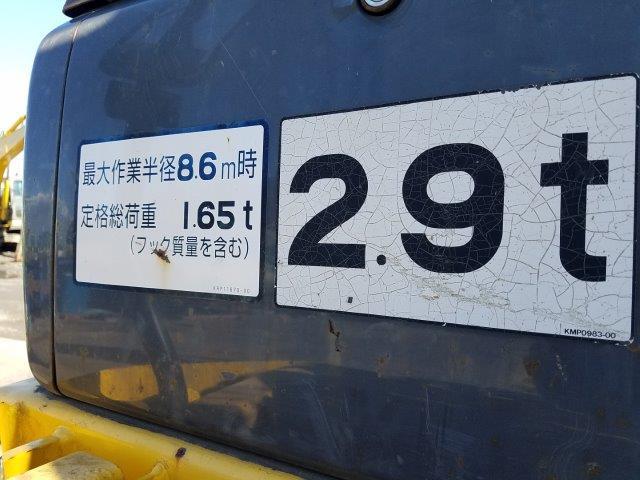 最大作業半径8.6m時
定格総荷重 1.65t
(フック質量を含む)
2.9t
KMP0983-00